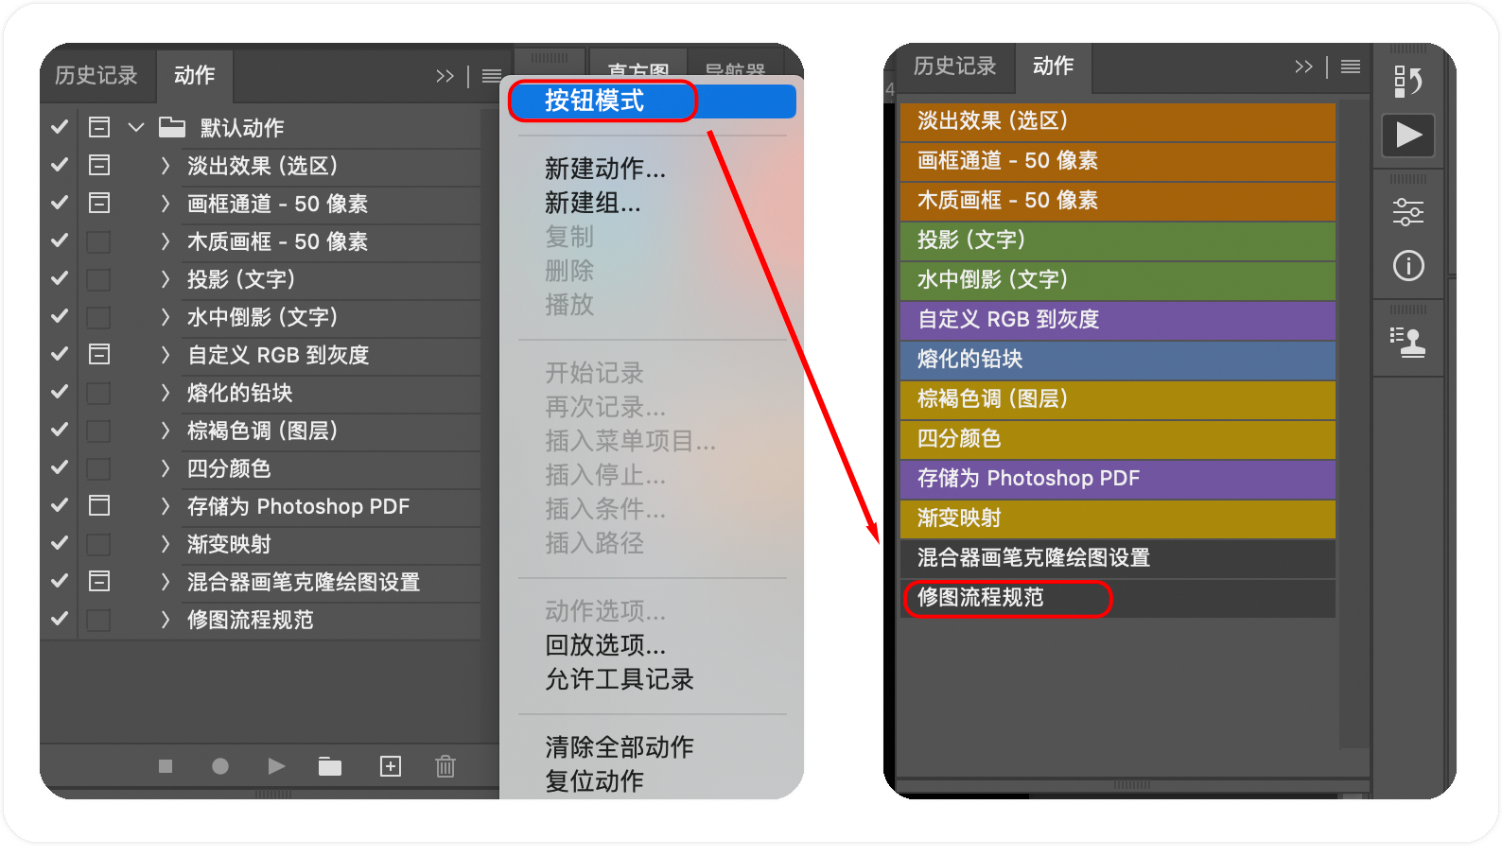 历史记录
动作
默认动作
淡出效果 (选区)
画框通道 - 50 像素
木质画框 - 50 像素
投影 (文字)
水中倒影 (文字)
自定义 RGB 到灰度
熔化的铅块
棕褐色调 (图层)
四分颜色
存储为 Photoshop PDF
渐变映射
混合器画笔克隆绘图设置
修图流程规范
直方图
导航器
按钮模式
新建动作...
新建组...
复制
删除
播放
开始记录
再次记录...
插入菜单项目...
插入停止...
插入条件...
插入路径
动作选项...
回放选项...
允许工具记录
清除全部动作
复位动作
4
历史记录
动作
淡出效果 (选区)
画框通道 - 50 像素
木质画框 - 50 像素
投影 (文字)
水中倒影 (文字)
自定义 RGB 到灰度
熔化的铅块
棕褐色调 (图层)
四分颜色
存储为 Photoshop PDF
渐变映射
混合器画笔克隆绘图设置
修图流程规范